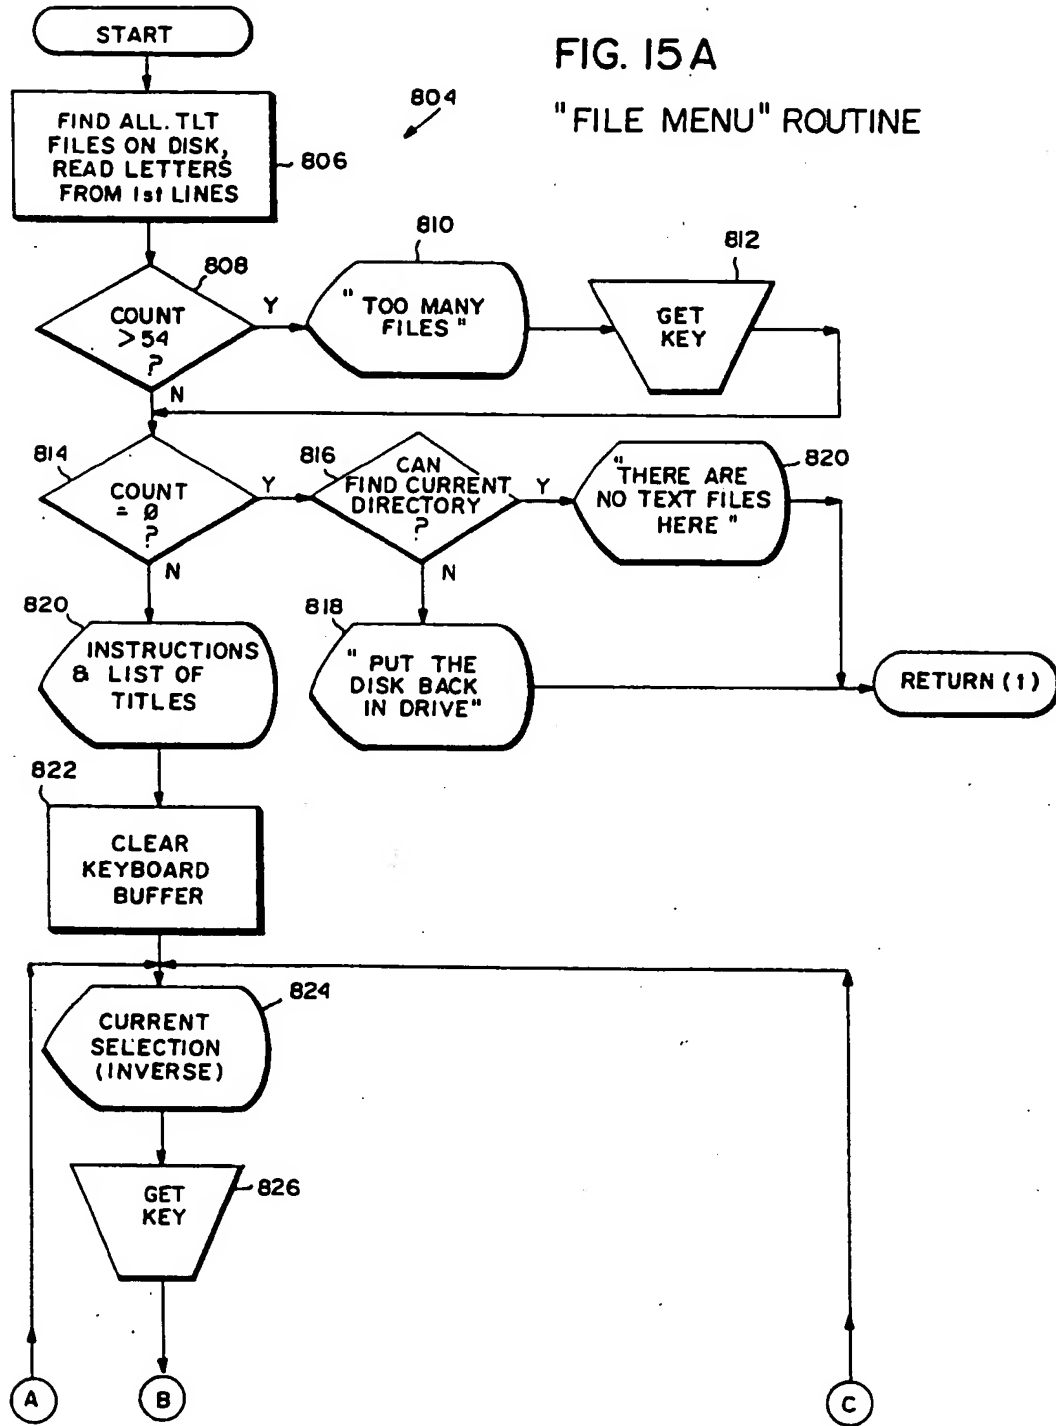 START
FIG. 15A
"FILE MENU" ROUTINE
804
FIND ALL. TLT
FILES ON DISK,
READ LETTERS
FROM 1st LINES
806
808
COUNT
> 54
?
Y
N
810
" TOO MANY
FILES "
812
GET
KEY
814
COUNT
= 0
?
Y
N
816
CAN
FIND CURRENT
DIRECTORY
?
Y
N
820
"THERE ARE
NO TEXT FILES
HERE "
820
INSTRUCTIONS
& LIST OF
TITLES
818
" PUT THE
DISK BACK
IN DRIVE"
RETURN (1)
822
CLEAR
KEYBOARD
BUFFER
824
CURRENT
SELECTION
(INVERSE)
GET
KEY
826
A
B
C